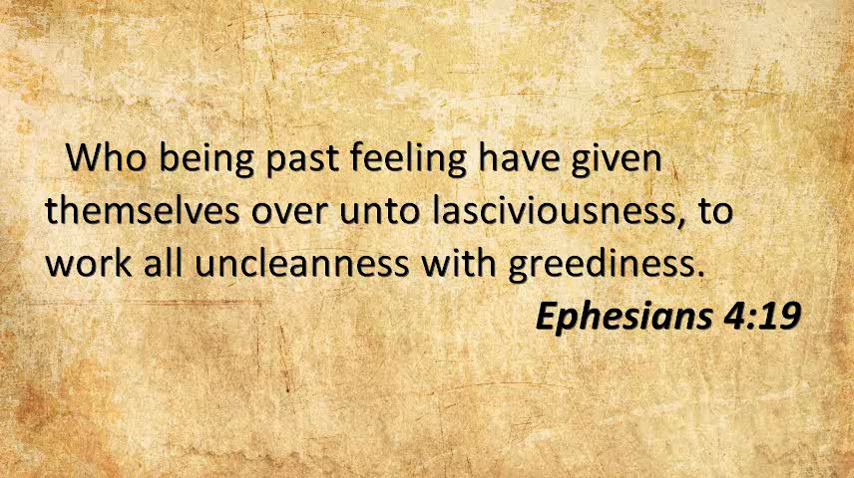 Who being past feeling have given
themselves over unto lasciviousness, to
work all uncleanness with greediness.
Ephesians 4:19